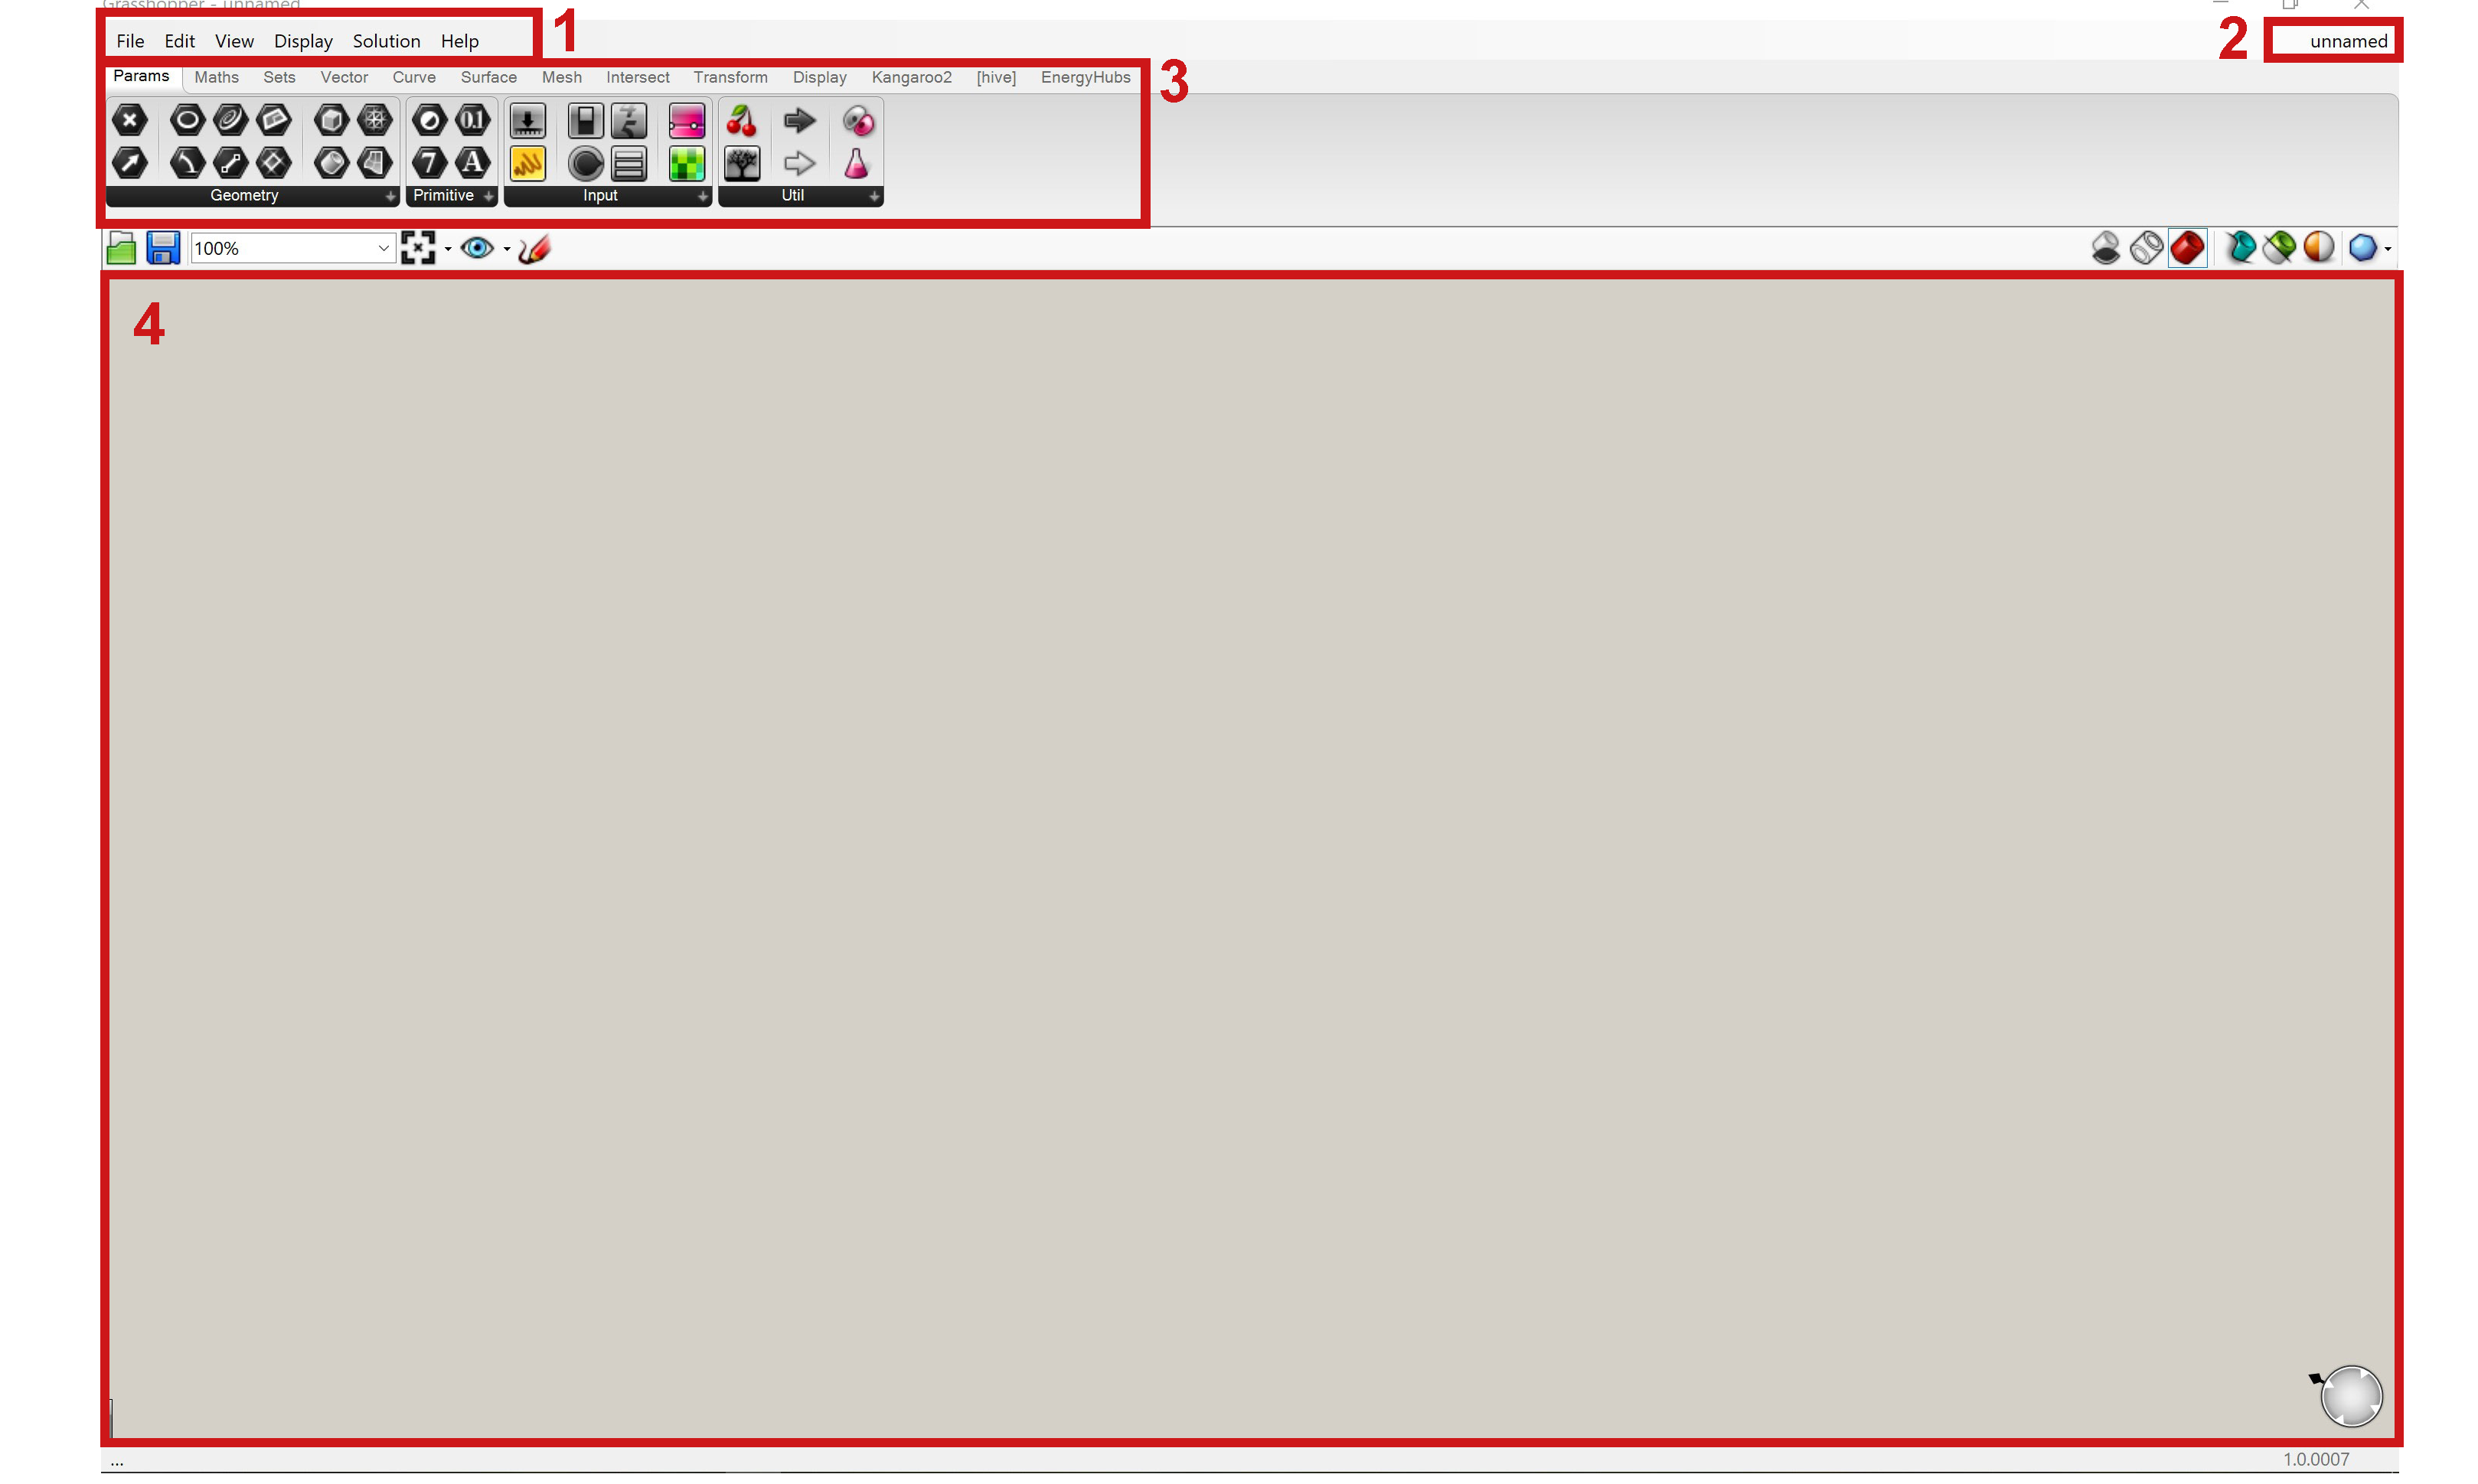 Grasshopper - unnamed
1
File Edit View Display Solution Help
2
unnamed
Params Maths Sets Vector Curve Surface Mesh Intersect Transform Display Kangaroo2 [hive] EnergyHubs
3
0.1
7 A
Geometry Primitive Input Util
100%
4
...
1.0.0007